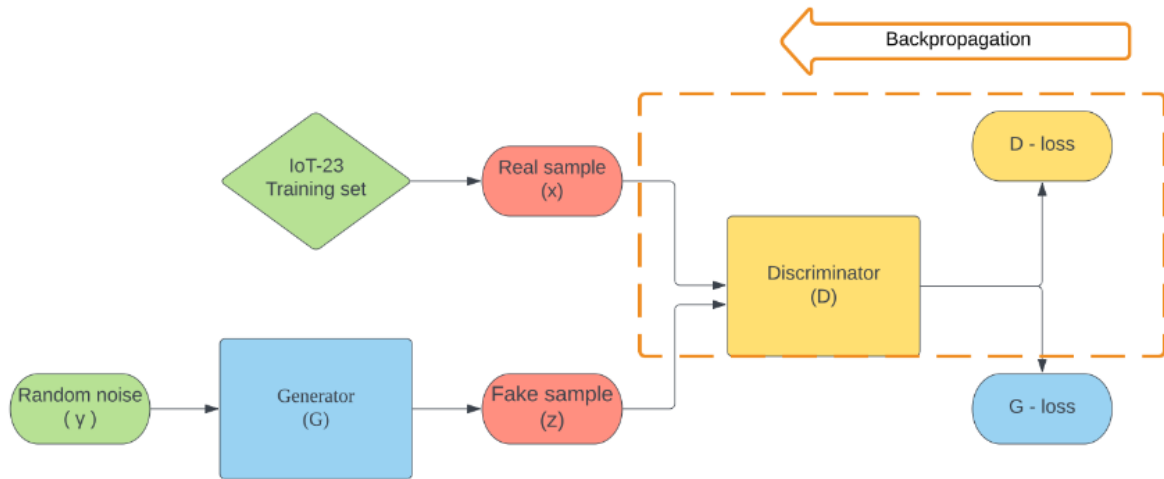 Backpropagation
IoT-23
Training set
Real sample
(x)
D - loss
Discriminator
(D)
Random noise
( y )
Generator
(G)
Fake sample
(z)
G - loss